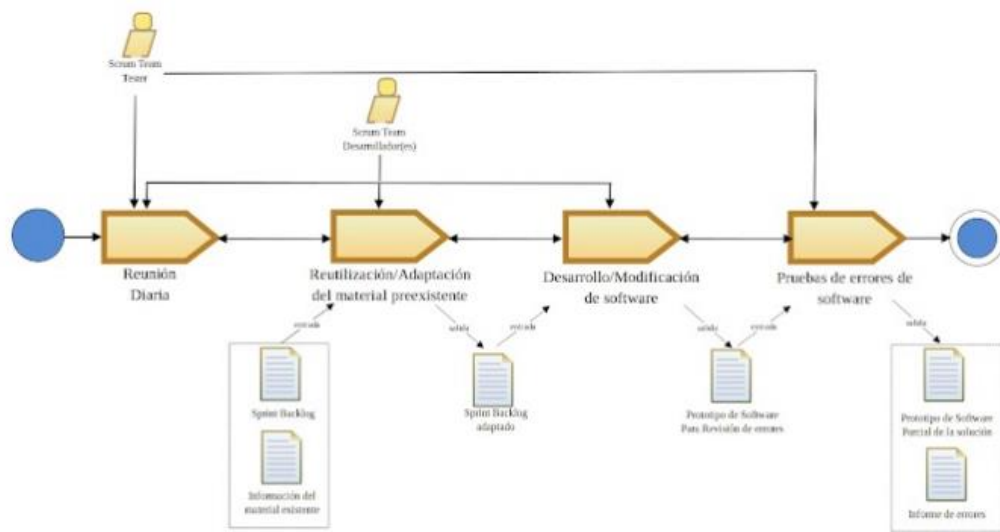 Scrum Team
Tester
Scrum Team
Desarrollador(es)
Reunión
Diaria
Reutilización/Adaptación
del material preexistente
Desarrollo/Modificación
de software
Pruebas de errores de
software
entrada
salida
entrada
salida
entrada
salida
Sprint Backlog
Información del
material existente
Sprint Backlog
adaptado
Prototipo de Software
Para Revisión de errores
Prototipo de Software
Parcial de la solución
Informe de errores